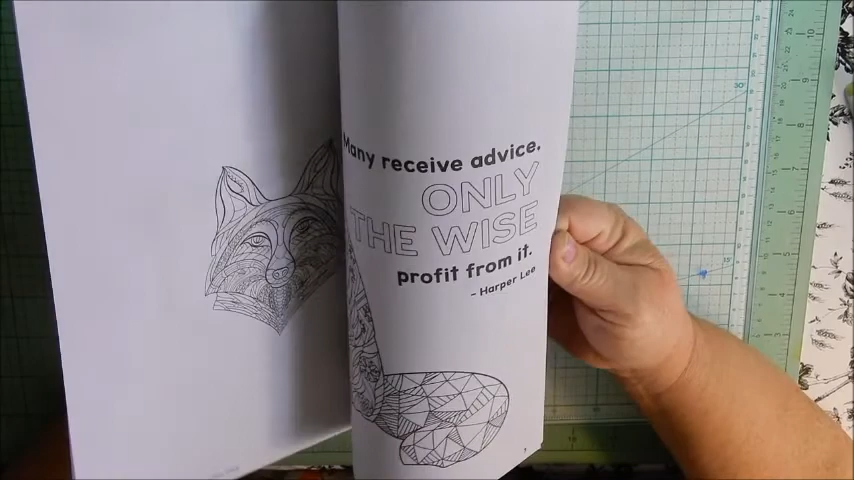 Many receive advice.
ONLY
THE WISE
profit from it.
- Harper Lee